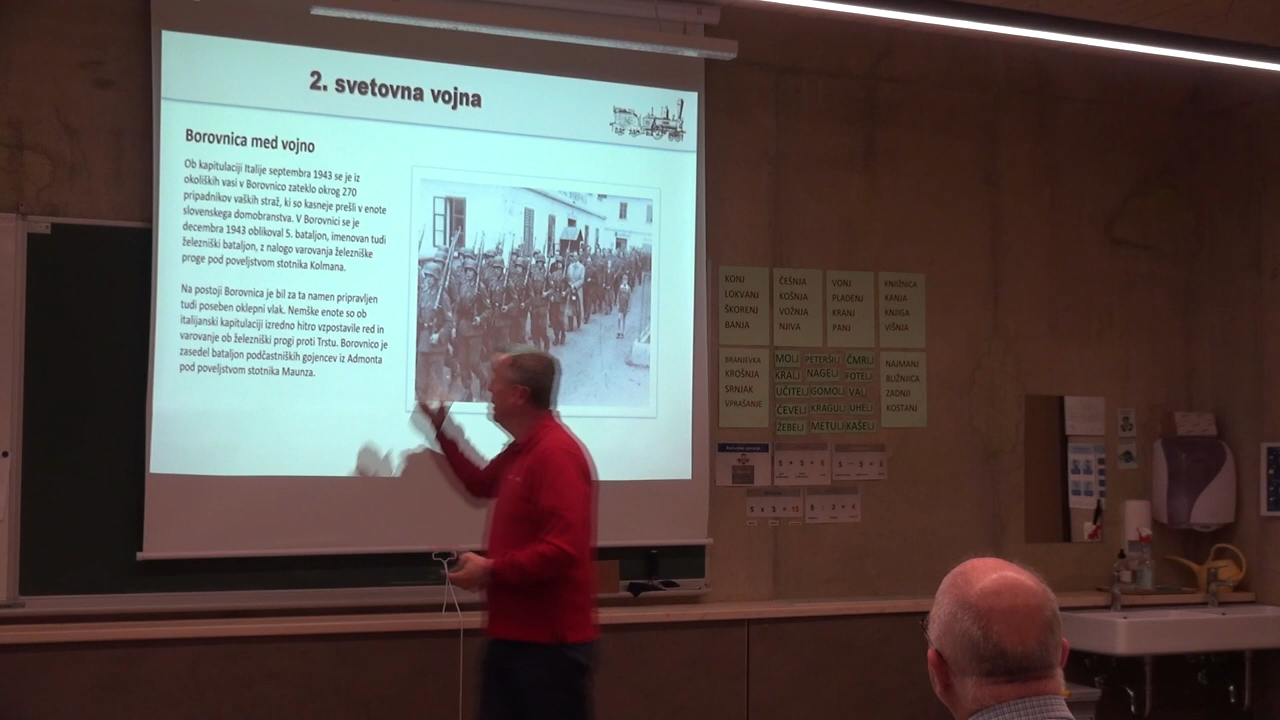 2. svetovna vojna
Borovnica med vojno
Ob kapitulaciji Italije septembra 1943 se je iz
okoliških vasi v Borovnico zateklo okrog 270
pripadnikov vaških straž, ki so kasneje prešli v enote
slovenskega domobranstva. V Borovnici se je
decembra 1943 oblikoval 5. bataljon, imenovan tudi
železniški bataljon, z nalogo varovanja železniške
proge pod poveljstvom stotnika Kolmana.
Na postoji Borovnica je bil za ta namen pripravljen
tudi poseben oklepni vlak. Nemške enote so ob
italijanski kapitulaciji izredno hitro vzpostavile red in
varovanje ob železniški progi proti Trstu. Borovnico je
zasedel bataljon podčastniških gojencev iz Admonta
pod poveljstvom stotnika Maunza.
KONJ
LOKVANJ
ŠKORENJ
BANJA
ČEŠNJA
KOŠNJA
VOŽNJA
NJIVA
VONJ
PLADENJ
KRANJ
PANJ
KNJIŽNICA
KANJA
KNJIGA
VIŠNJA
BRANJEVKA
KROŠNJA
SRNJAK
VPRAŠANJE
MOLJ PETERŠILJ ČMRLJ
KRALJ NAGELJ FOTELJ
UČITELJ GOMOLJ VALJ
ČEVELJ KRAGULJ UHELJ
ŽEBELJ METULJ KAŠELJ
NAJMANJ
BLIŽNJICA
ZADNJI
KOSTANJ
5 x 3 = 15